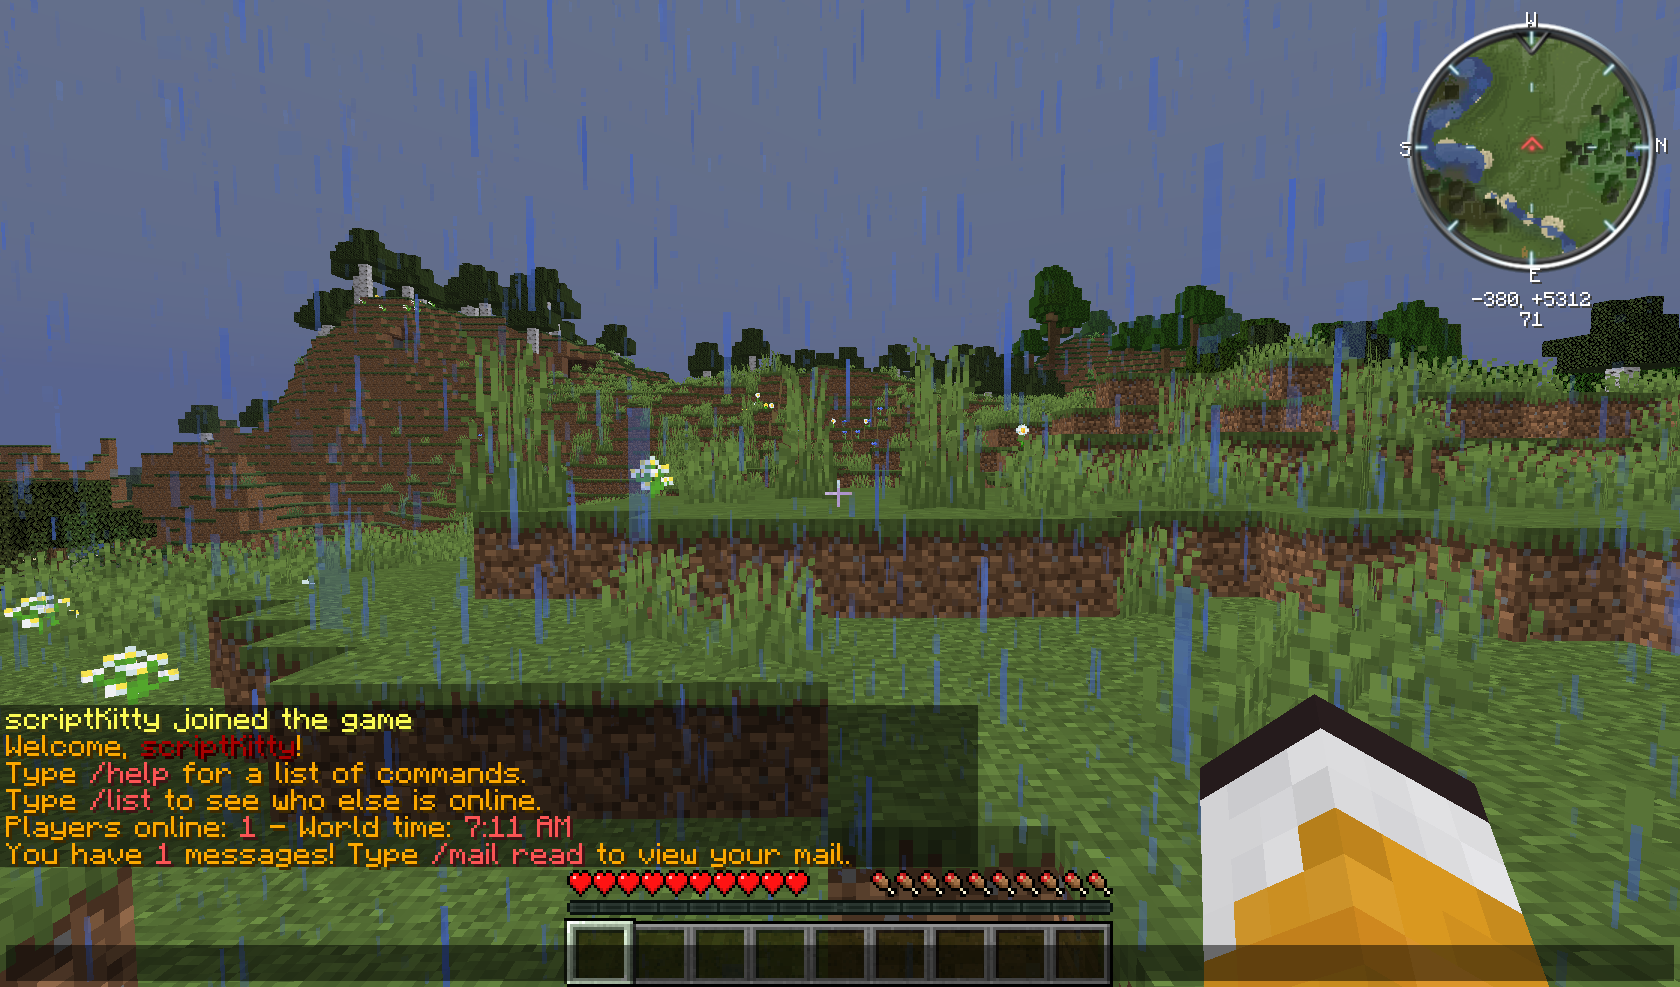 W
S
N
E
-380, +5312
71
scriptKitty joined the game
Welcome, scriptKitty!
Type /help for a list of commands.
Type /list to see who else is online.
Players online: 1 - World time: 7:11 AM
You have 1 messages! Type /mail read to view your mail.